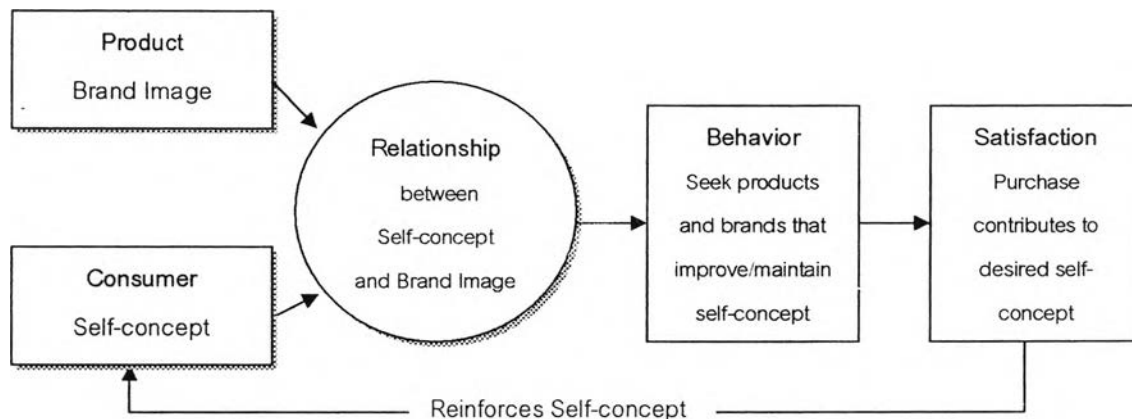 Product
Brand Image
Consumer
Self-concept
Relationship
between
Self-concept
and Brand Image
Behavior
Seek products
and brands that
improve/maintain
self-concept
Satisfaction
Purchase
contributes to
desired self-
concept
Reinforces Self-concept